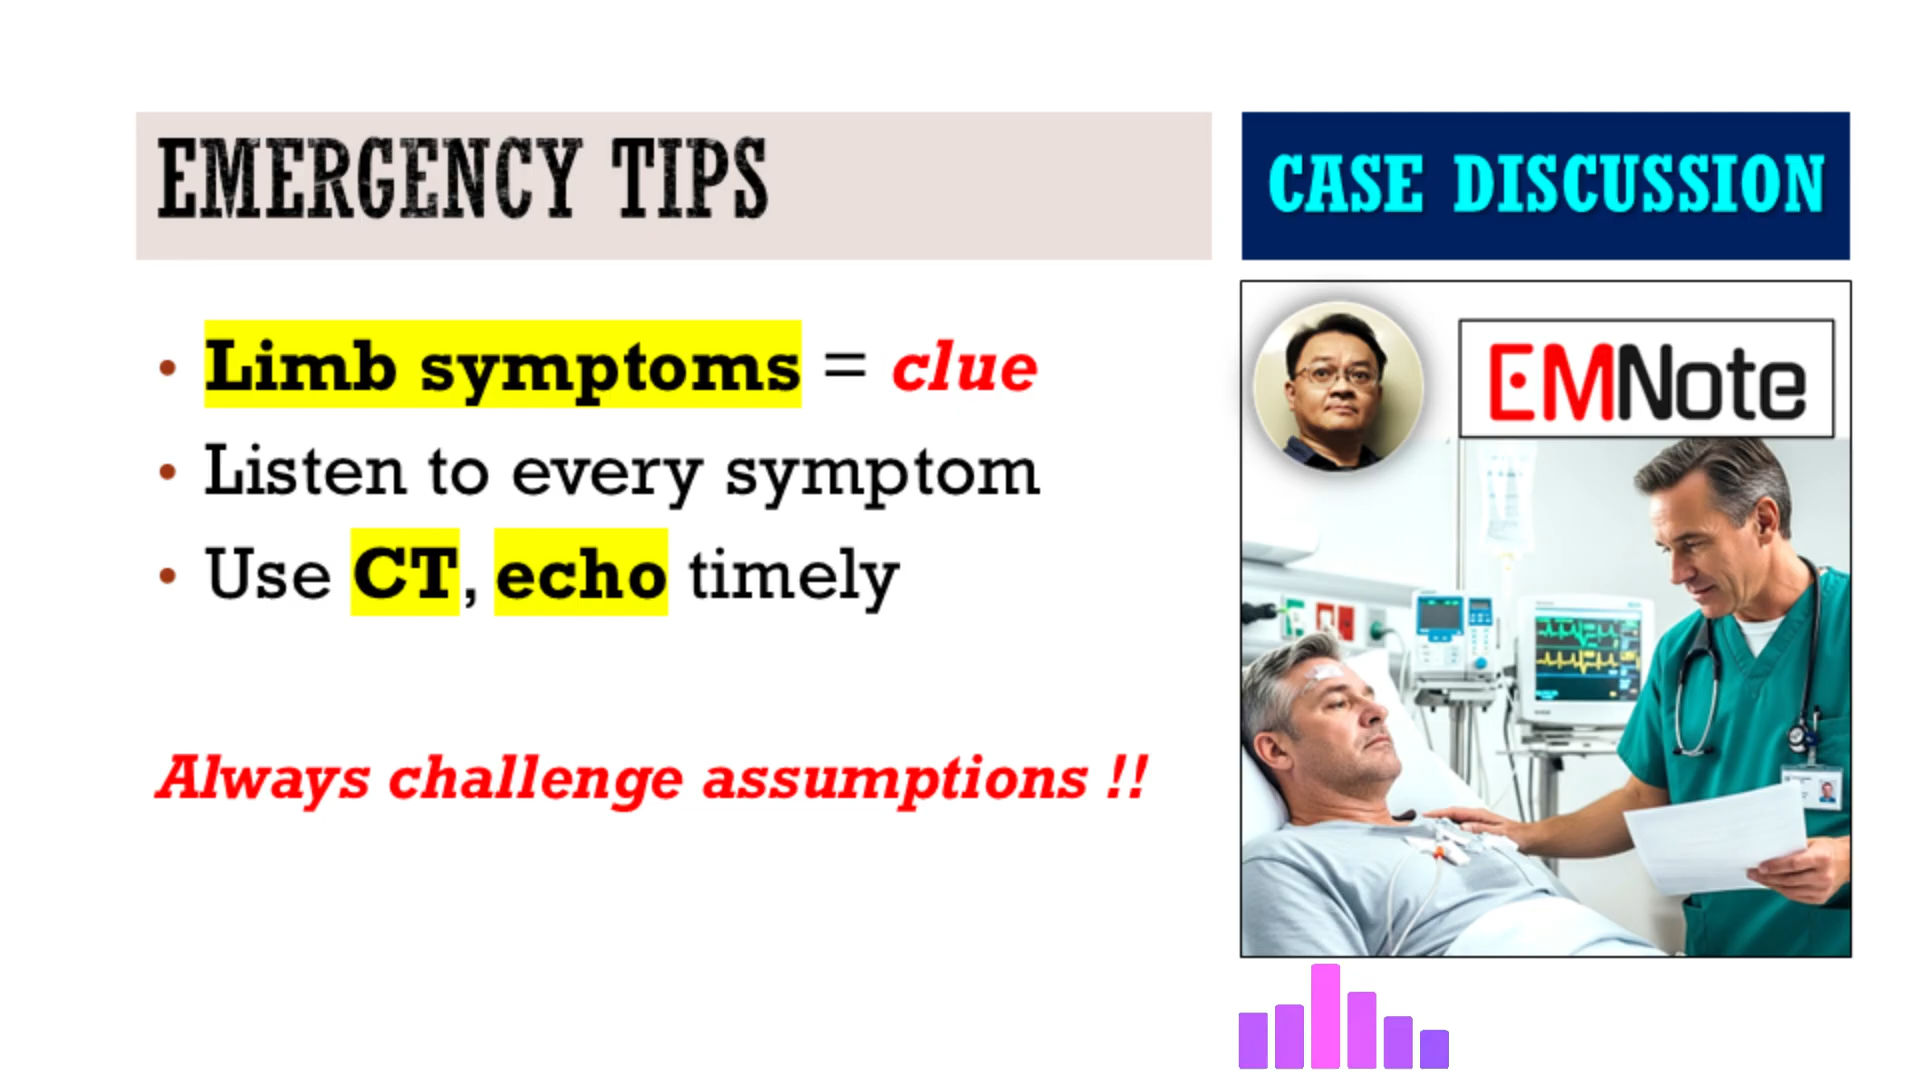 EMERGENCY TIPS
CASE DISCUSSION
• Limb symptoms = clue
• Listen to every symptom
• Use CT, echo timely
Always challenge assumptions !!
EMNote